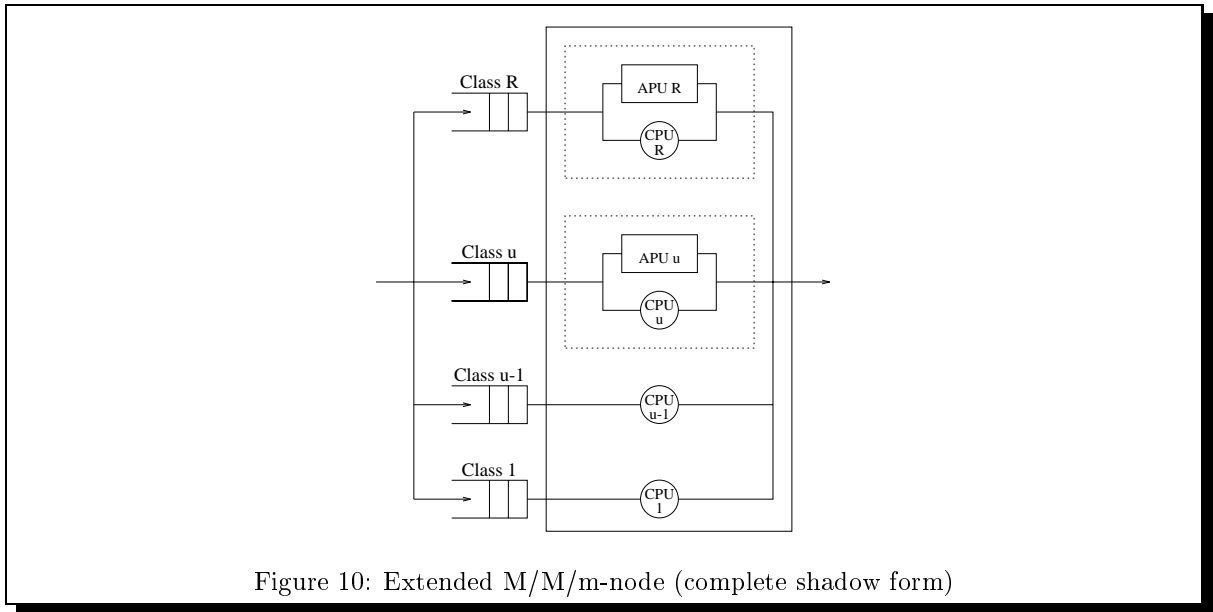 Class R
APU R
CPU
R
Class u
APU u
CPU
u
Class u-1
CPU
u-1
Class 1
CPU
1
Figure 10: Extended M/M/m-node (complete shadow form)